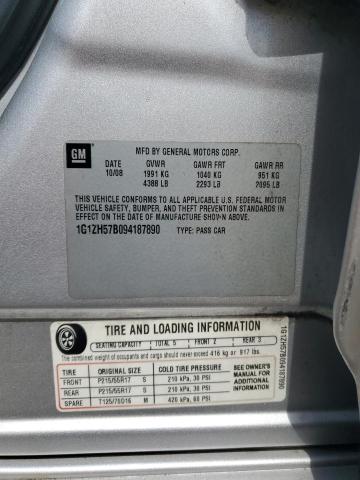 GM
MFD BY GENERAL MOTORS CORP.
DATE GVWR GAWR FRT GAWR RR
10/08 1991 KG 1040 KG 951 KG
4388 LB 2293 LB 2095 LB
THIS VEHICLE CONFORMS TO ALL APPLICABLE U.S. FEDERAL MOTOR
VEHICLE SAFETY, BUMPER, AND THEFT PREVENTION STANDARDS IN
EFFECT ON THE DATE OF MANUFACTURE SHOWN ABOVE.
1G1ZH57B094187890 TYPE: PASS CAR
TIRE AND LOADING INFORMATION
SEATING CAPACITY TOTAL 5 FRONT 2 REAR 3
The combined weight of occupants and cargo should never exceed 416 kg or 917 lbs.
TIRE ORIGINAL SIZE COLD TIRE PRESSURE
FRONT P215/55R17 S 210 kPa, 30 PSI
REAR P215/55R17 S 210 kPa, 30 PSI
SPARE T125/70D16 M 420 kPa, 60 PSI
SEE OWNER'S
MANUAL FOR
ADDITIONAL
INFORMATION
1G1ZH57B094187890